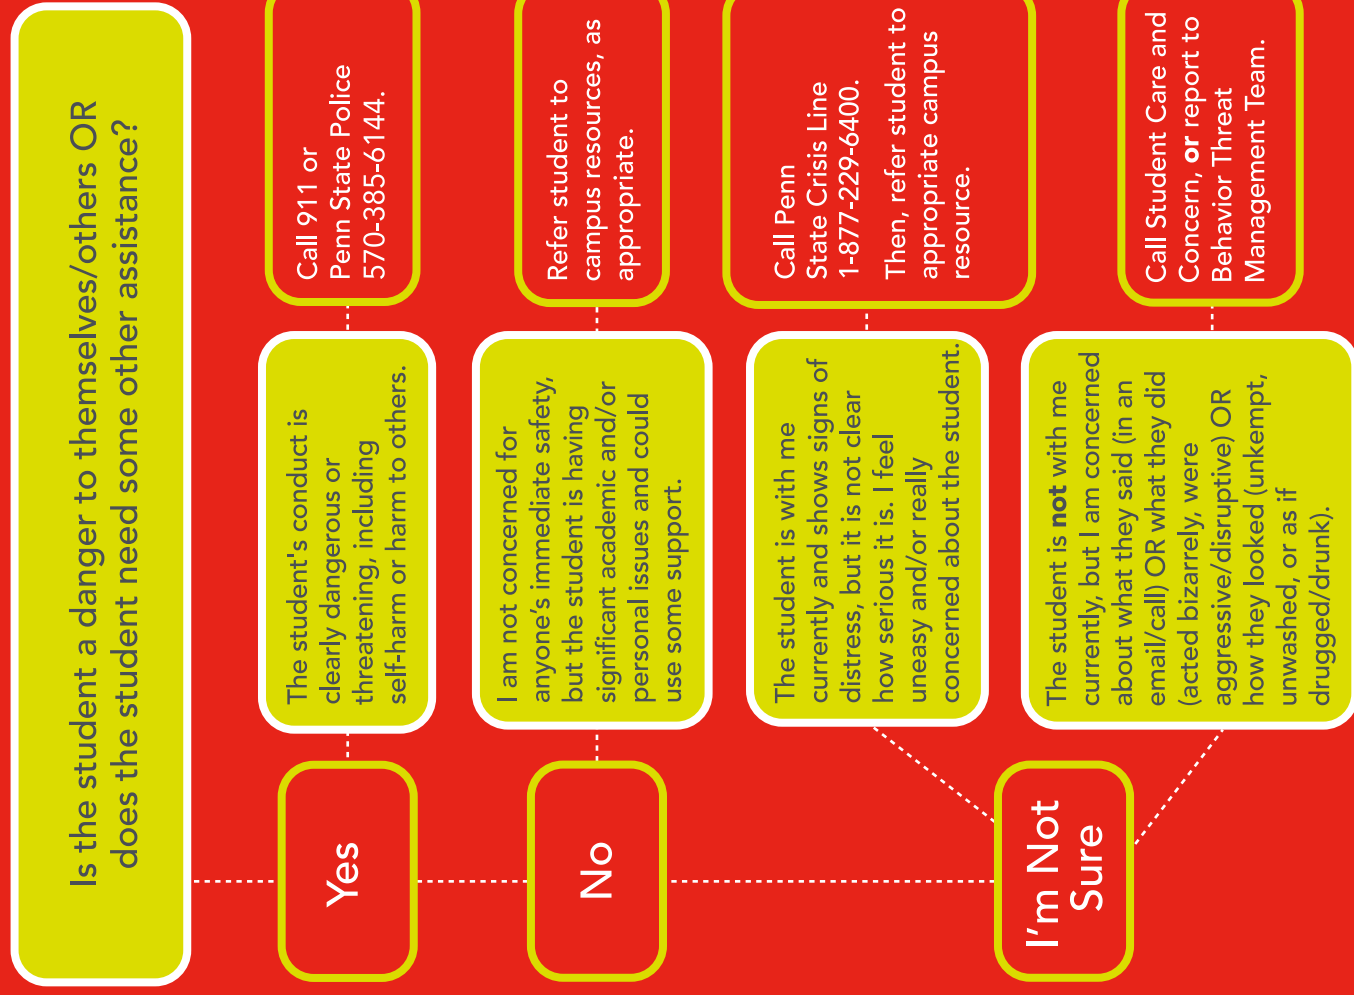 Is the student a danger to themselves/others OR
does the student need some other assistance?
Yes
The student's conduct is
clearly dangerous or
threatening, including
self-harm or harm to others.
Call 911 or
Penn State Police
570-385-6144.
No
I am not concerned for
anyone’s immediate safety,
but the student is having
significant academic and/or
personal issues and could
use some support.
Refer student to
campus resources, as
appropriate.
I’m Not
Sure
The student is with me
currently and shows signs of
distress, but it is not clear
how serious it is. I feel
uneasy and/or really
concerned about the student.
Call Penn
State Crisis Line
1-877-229-6400.
Then, refer student to
appropriate campus
resource.
The student is not with me
currently, but I am concerned
about what they said (in an
email/call) OR what they did
(acted bizarrely, were
aggressive/disruptive) OR
how they looked (unkempt,
unwashed, or as if
drugged/drunk).
Call Student Care and
Concern, or report to
Behavior Threat
Management Team.